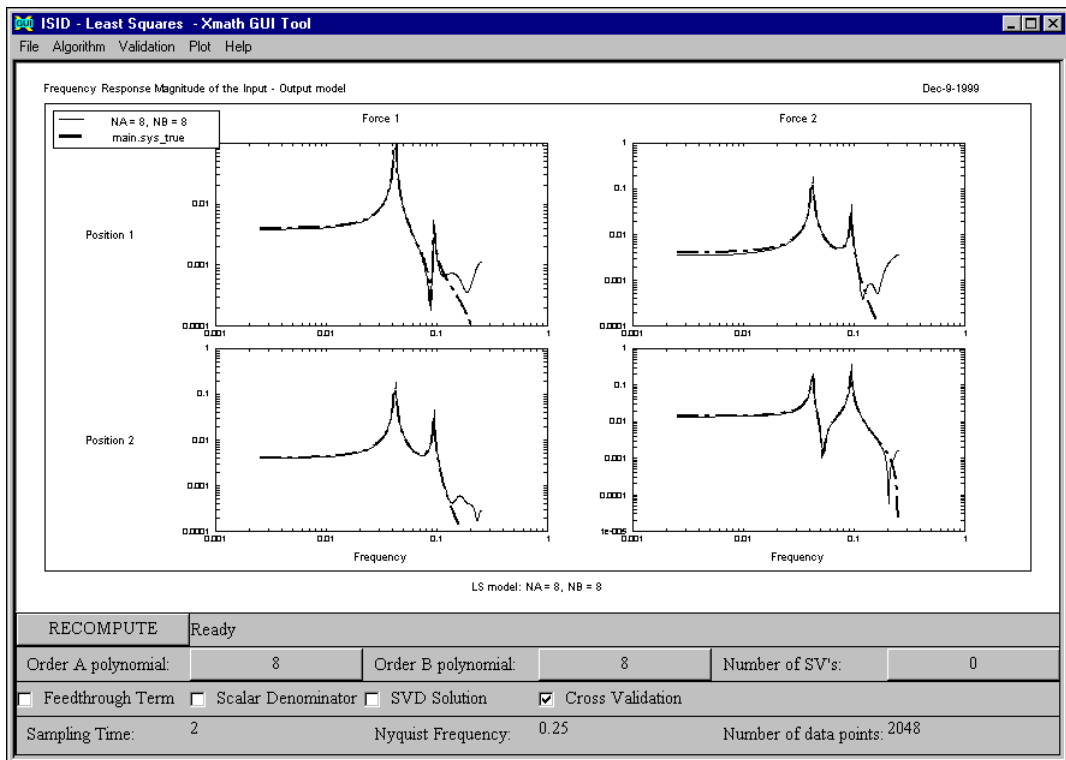 GUI ISID - Least Squares - Xmath GUI Tool
File Algorithm Validation Plot Help
Frequency Response Magnitude of the Input - Output model
Dec-9-1999
NA = 8, NB = 8
main.sys_true
Force 1
Force 2
Position 1
0.01
0.001
0.0001
0.001
0.01
0.1
1
1
0.1
0.01
0.001
0.0001
0.001
0.01
0.1
1
Position 2
1
0.1
0.01
0.001
0.0001
0.001
0.01
0.1
1
Frequency
1
0.1
0.01
0.001
0.0001
1e-005
0.001
0.01
0.1
1
Frequency
LS model: NA = 8, NB = 8
RECOMPUTE Ready
Order A polynomial: 8 Order B polynomial: 8 Number of SV's: 0
Feedthrough Term Scalar Denominator SVD Solution Cross Validation
Sampling Time: 2 Nyquist Frequency: 0.25 Number of data points: 2048